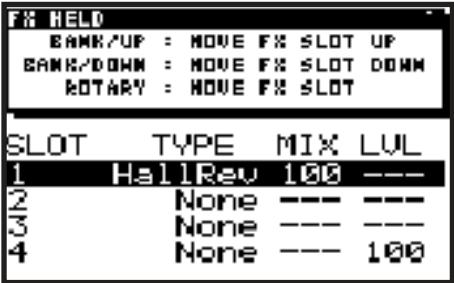 FX HELD
BANK/UP : MOVE FX SLOT UP
BANK/DOWN : MOVE FX SLOT DOWN
ROTARY : MOVE FX SLOT
SLOT TYPE MIX LVL
1 HallRev 100 ---
2 None --- ---
3 None --- ---
4 None --- 100